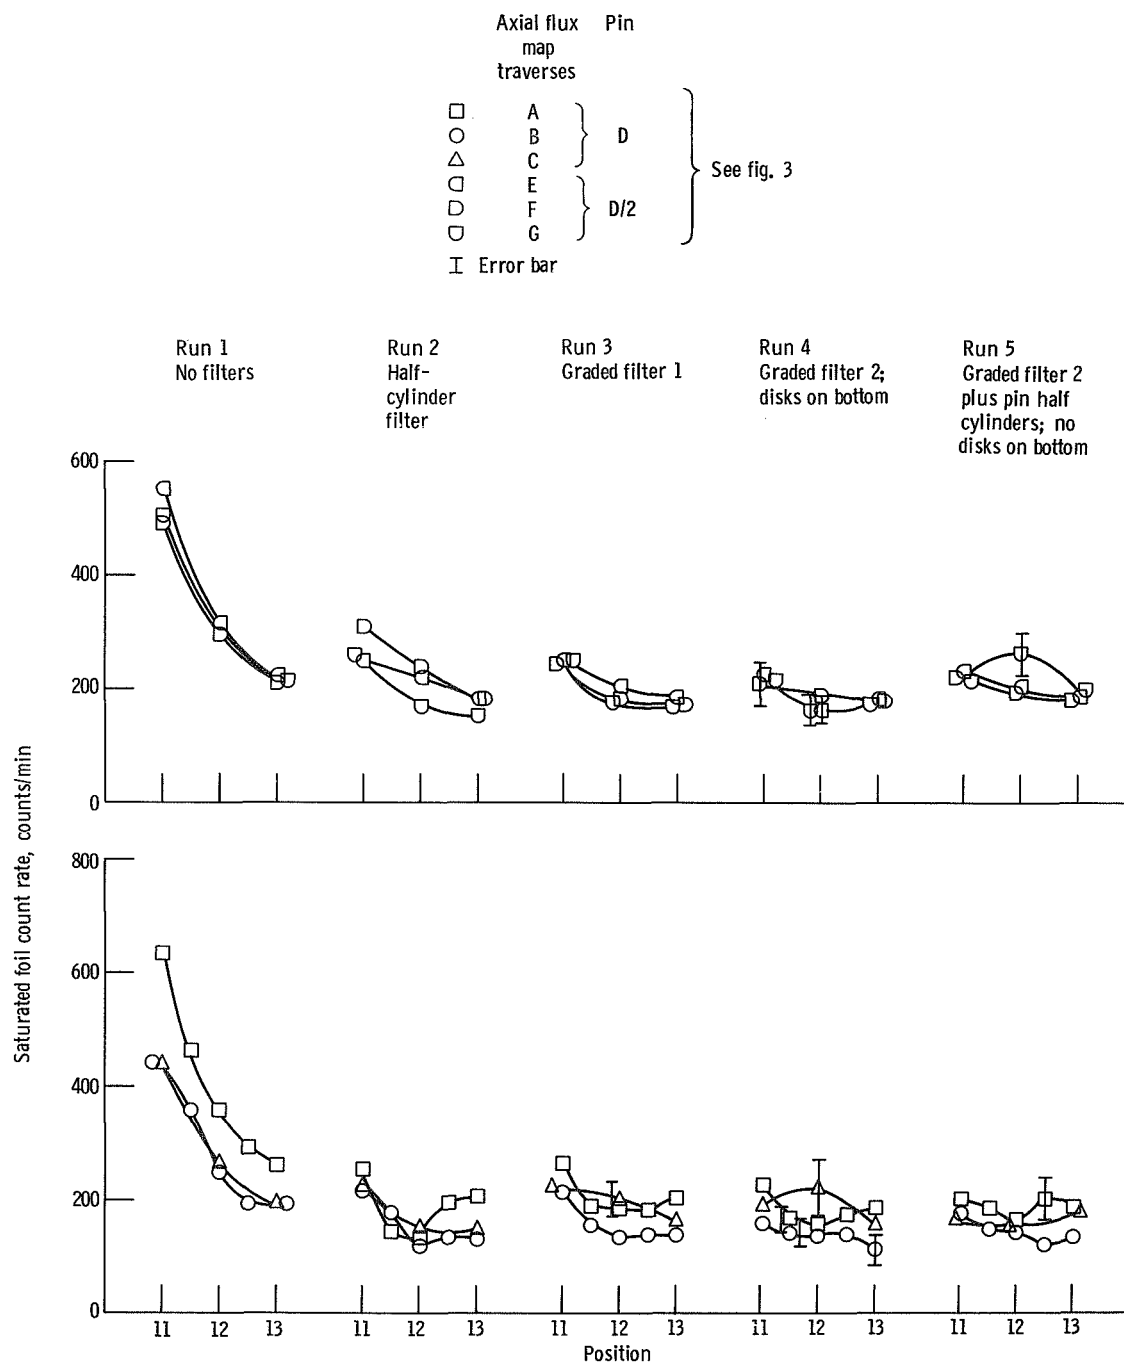 Axial flux map traverses Pin
A
B
C
D
E
F
G
D/2
See fig. 3
Error bar
Run 1
No filters
Run 2
Half-
cylinder
filter
Run 3
Graded filter 1
Run 4
Graded filter 2;
disks on bottom
Run 5
Graded filter 2
plus pin half
cylinders; no
disks on bottom
600
400
200
0
800
600
400
200
0
Saturated foil count rate, counts/min
11 12 13 11 12 13 11 12 13 11 12 13 11 12 13
Position